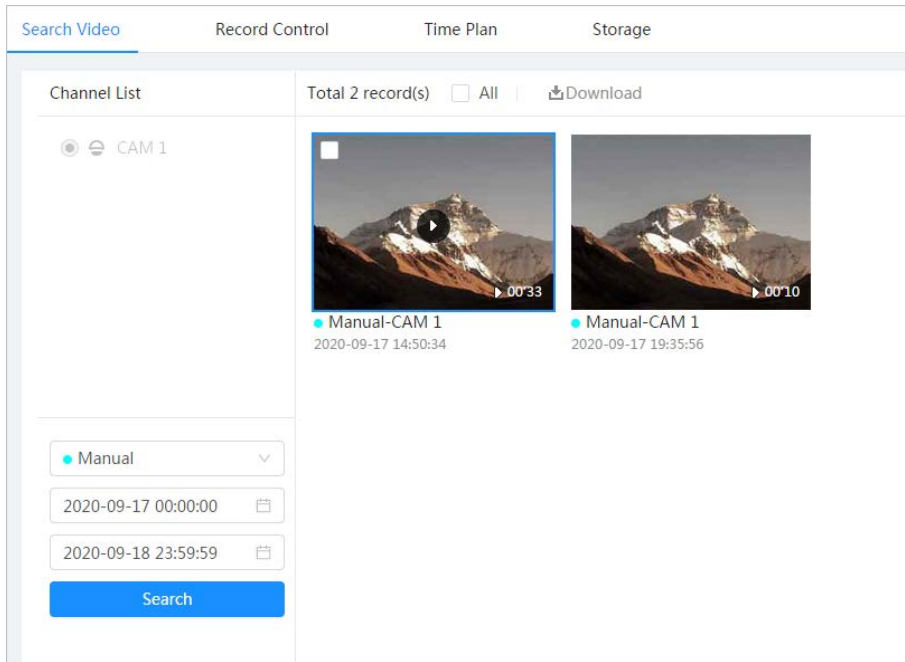 Search Video Record Control Time Plan Storage
Channel List
Total 2 record(s) All Download
CAM 1
00'33
00'10
Manual-CAM 1
2020-09-17 14:50:34
Manual-CAM 1
2020-09-17 19:35:56
Manual
2020-09-17 00:00:00
2020-09-18 23:59:59
Search